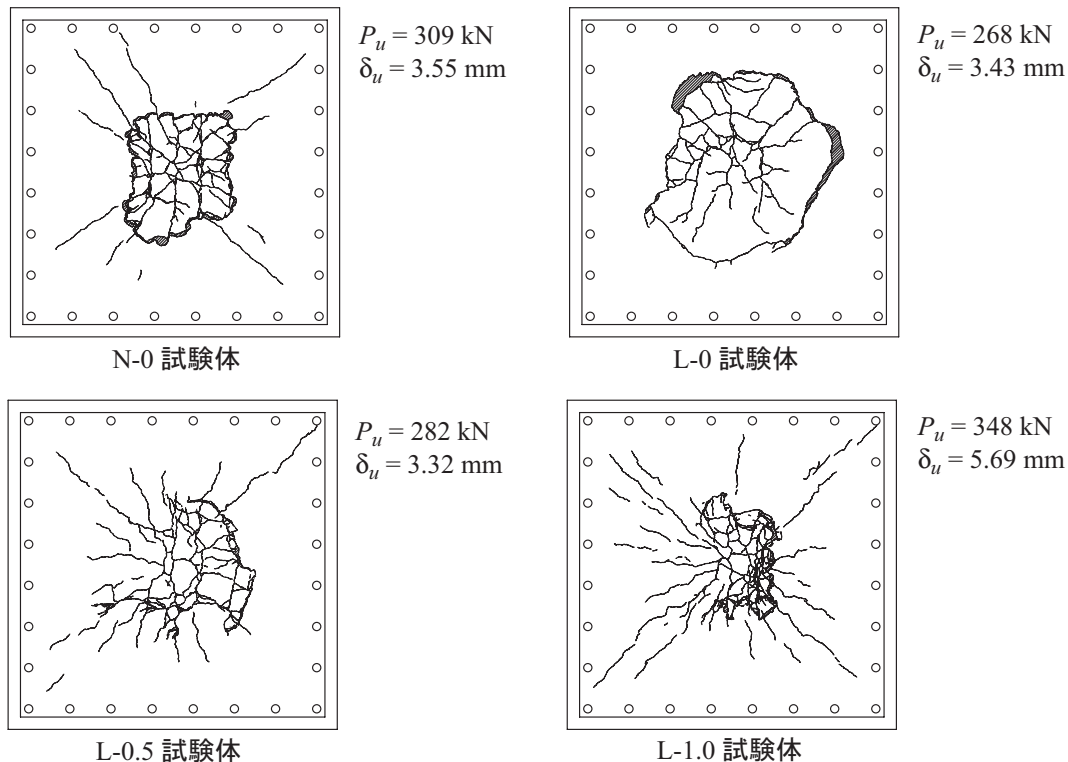 P_u = 309 kN
δ_u = 3.55 mm
N-0 試験体
P_u = 268 kN
δ_u = 3.43 mm
L-0 試験体
P_u = 282 kN
δ_u = 3.32 mm
L-0.5 試験体
P_u = 348 kN
δ_u = 5.69 mm
L-1.0 試験体